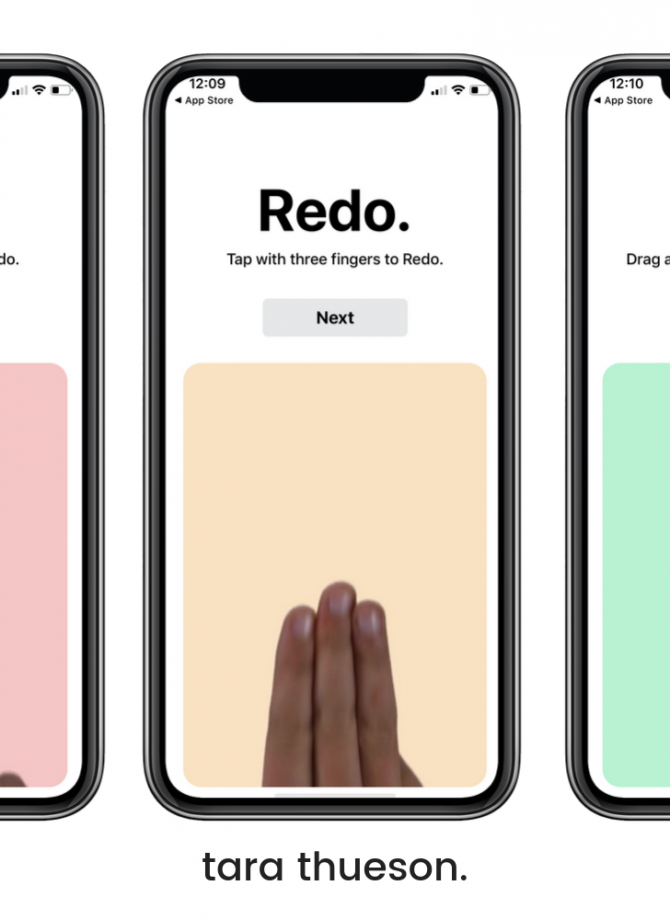 12:09
◀ App Store
Redo.
Tap with three fingers to Redo.
Next
do.
12:10
◀ App Store
Drag a
tara thueson.